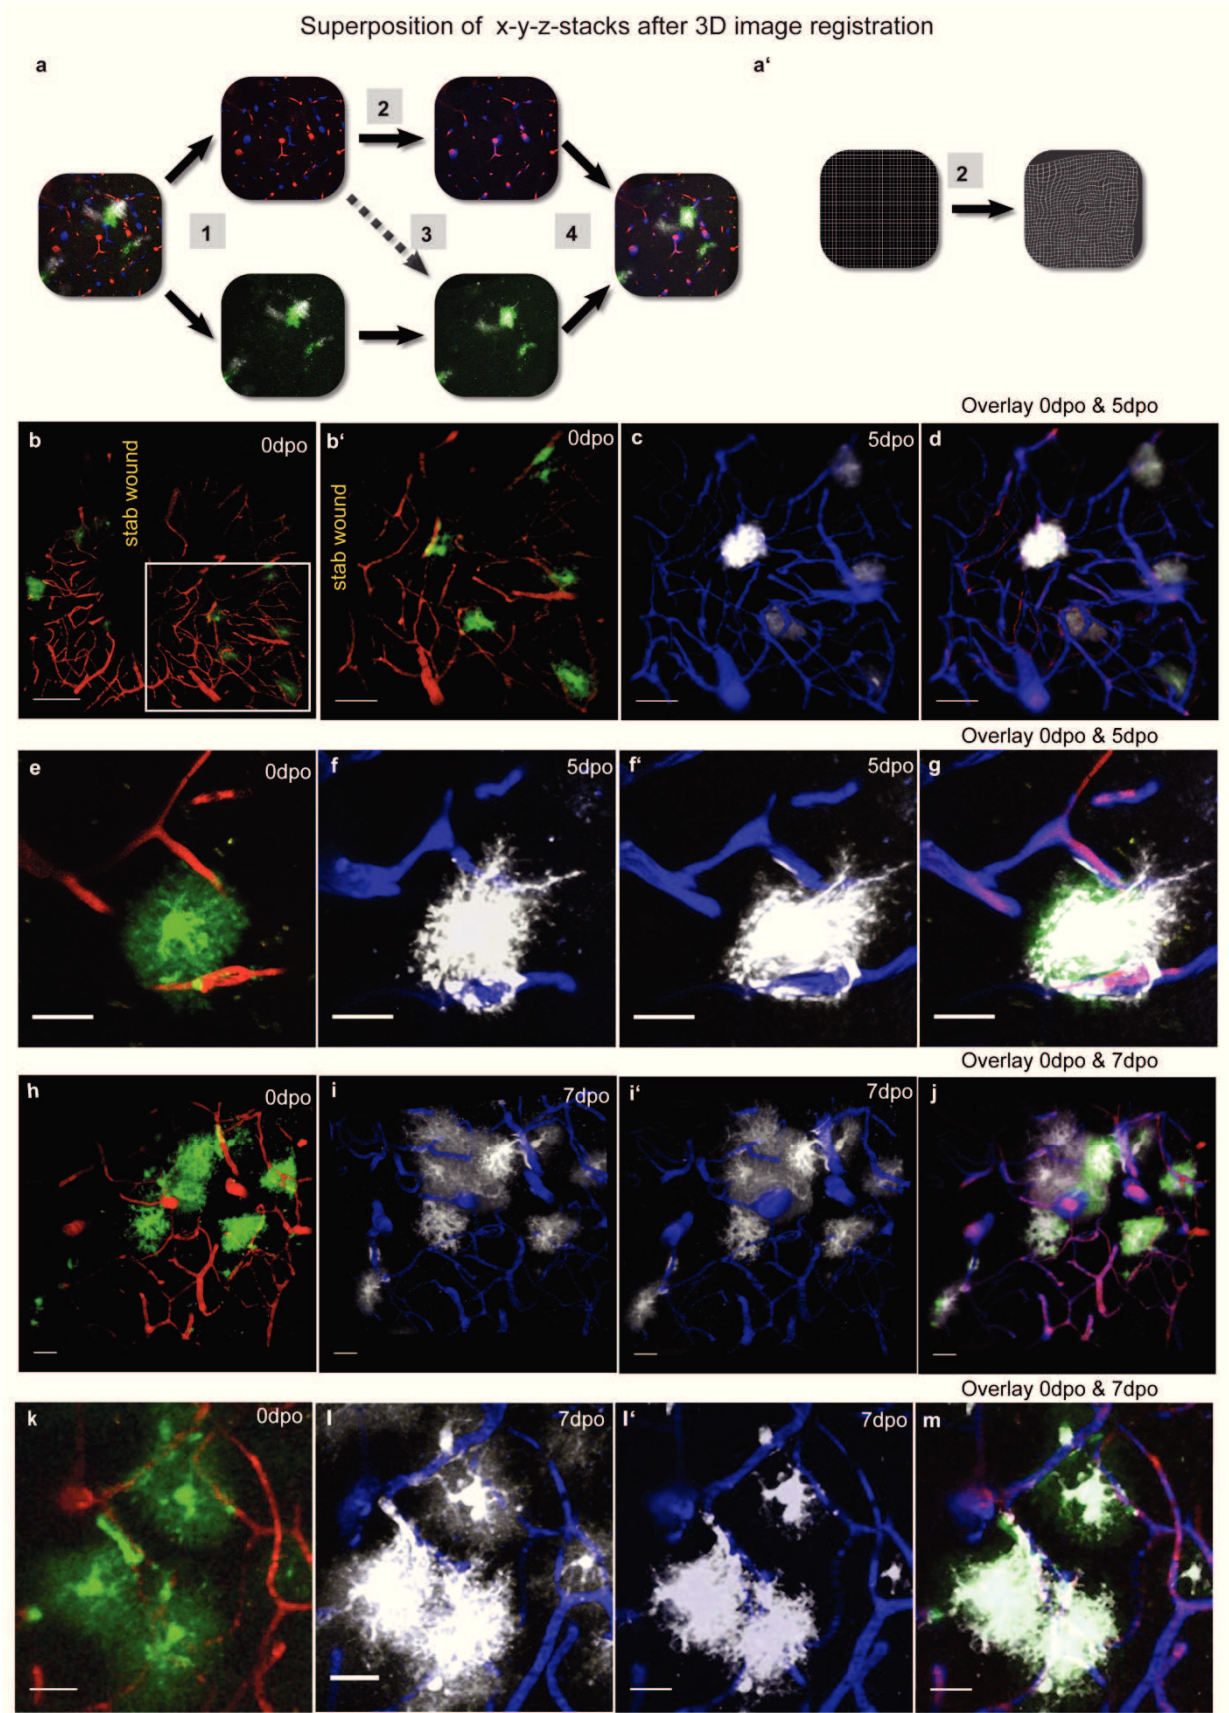 Superposition of x-y-z-stacks after 3D image registration
a
a‘
2
1
3
4
2
Overlay 0dpo & 5dpo
b
stab wound
0dpo
b‘
stab wound
0dpo
c
5dpo
d
Overlay 0dpo & 5dpo
e
0dpo
f
5dpo
f‘
5dpo
g
Overlay 0dpo & 7dpo
h
0dpo
i
7dpo
i‘
7dpo
j
Overlay 0dpo & 7dpo
k
0dpo
l
7dpo
l‘
7dpo
m